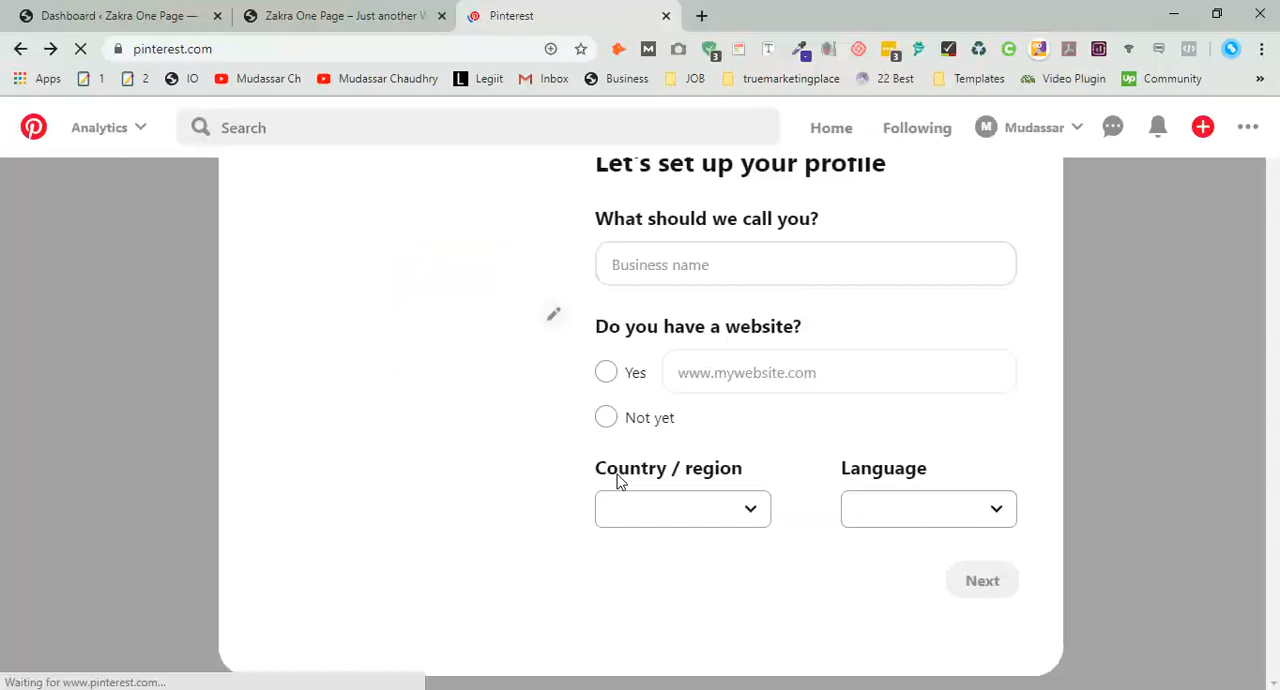 Dashboard ‹ Zakra One Page —
Zakra One Page – Just another W
Pinterest
pinterest.com
Apps
1
2
IO
Mudassar Ch
Mudassar Chaudhry
L Legiit
Inbox
Business
JOB
truemarketingplace
22 Best
Templates
Video Plugin
Up Community
»
Analytics
Search
Home
Following
M Mudassar
Let's set up your profile
What should we call you?
Business name
Do you have a website?
Yes
www.mywebsite.com
Not yet
Country / region
Language
Next
Waiting for www.pinterest.com...